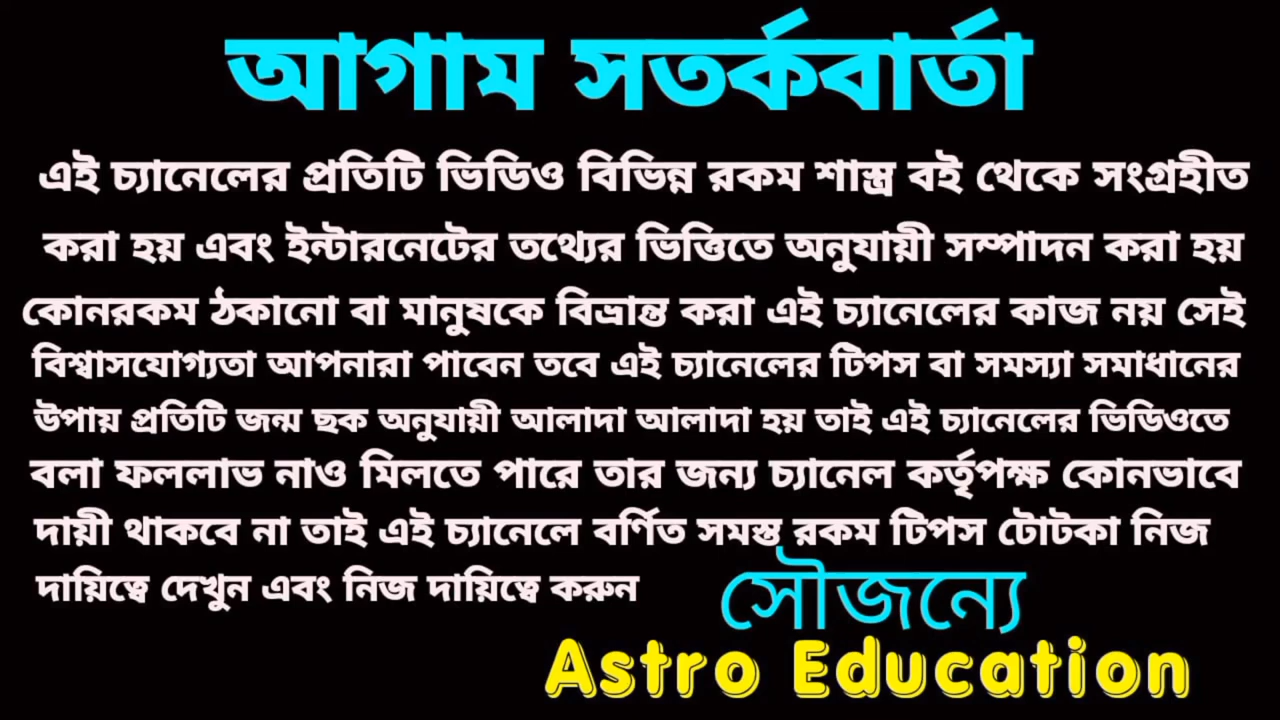 আগাম সতর্কবার্তা
এই চ্যানেলের প্রতিটি ভিডিও বিভিন্ন রকম শাস্ত্র বই থেকে সংগ্রহীত
করা হয় এবং ইন্টারনেটের তথ্যের ভিত্তিতে অনুযায়ী সম্পাদন করা হয়
কোনরকম ঠকানো বা মানুষকে বিভ্রান্ত করা এই চ্যানেলের কাজ নয় সেই
বিশ্বাসযোগ্যতা আপনারা পাবেন তবে এই চ্যানেলের টিপস বা সমস্যা সমাধানের
উপায় প্রতিটি জন্ম ছক অনুযায়ী আলাদা আলাদা হয় তাই এই চ্যানেলের ভিডিওতে
বলা ফললাভ নাও মিলতে পারে তার জন্য চ্যানেল কর্তৃপক্ষ কোনভাবে
দায়ী থাকবে না তাই এই চ্যানেলে বর্ণিত সমস্ত রকম টিপস টোটকা নিজ
দায়িত্বে দেখুন এবং নিজ দায়িত্বে করুন
সৌজন্যে
Astro Education